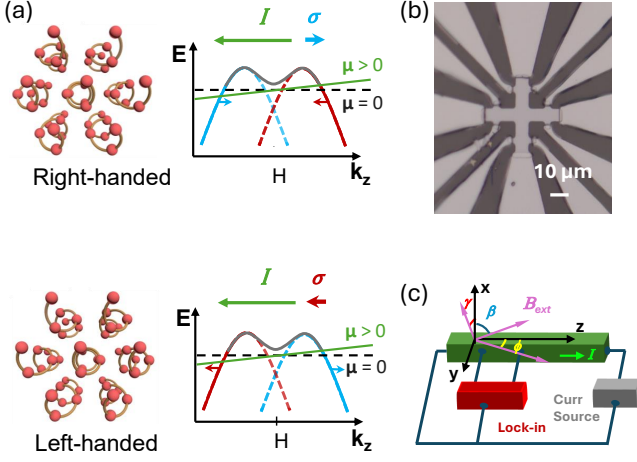 (a)
I σ
E
μ > 0
μ = 0
H
k_z
Right-handed
(b)
10 μm
I σ
E
μ > 0
μ = 0
H
k_z
Left-handed
(c)
x
γ β B_ext
z
ϕ I
y
Curr
Source
Lock-in